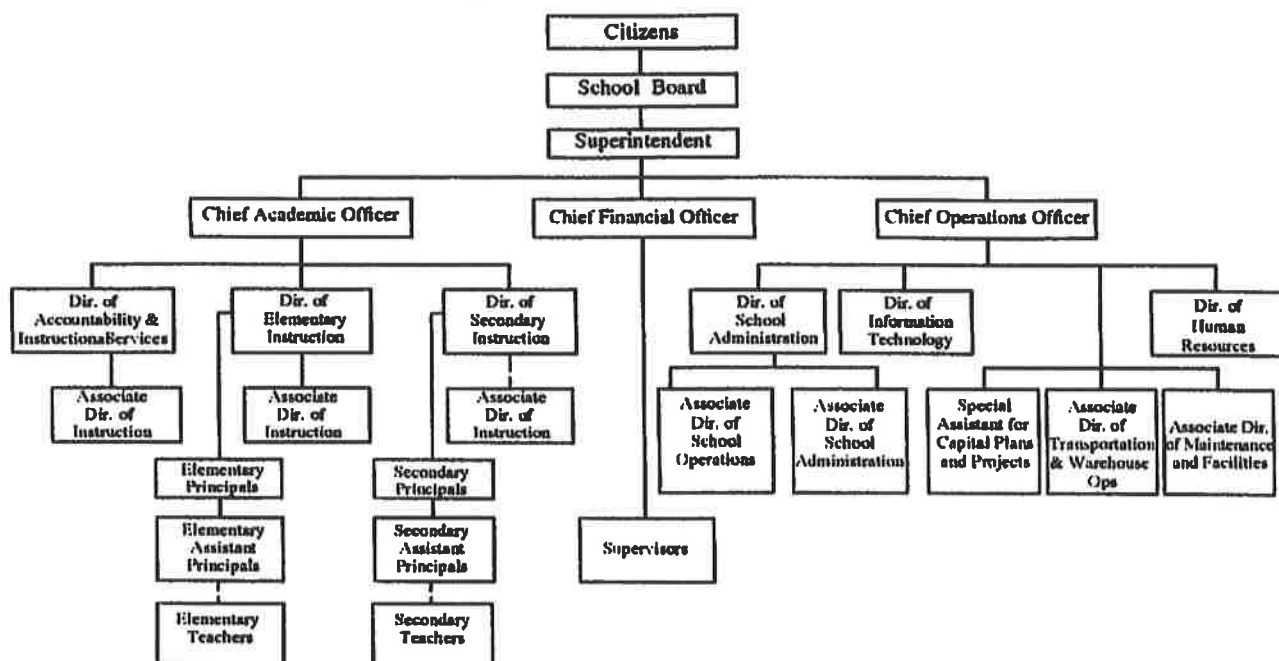 Citizens
School Board
Superintendent
Chief Academic Officer
Chief Financial Officer
Chief Operations Officer
Dir. of
Accountability &
InstructionalServices
Dir. of
Elementary
Instruction
Dir. of
Secondary
Instruction
Dir. of
School
Administration
Dir. of
Information
Technology
Dir. of
Human
Resources
Associate
Dir. of
Instruction
Associate
Dir. of
Instruction
Associate
Dir. of
Instruction
Associate
Dir. of
School
Operations
Associate
Dir. of
School
Administration
Special
Assistant for
Capital Plans
and Projects
Associate
Dir. of
Transportation
& Warehouse
Ops
Associate Dir.
of Maintenance
and Facilities
Elementary
Principals
Secondary
Principals
Elementary
Assistant
Principals
Secondary
Assistant
Principals
Supervisors
Elementary
Teachers
Secondary
Teachers